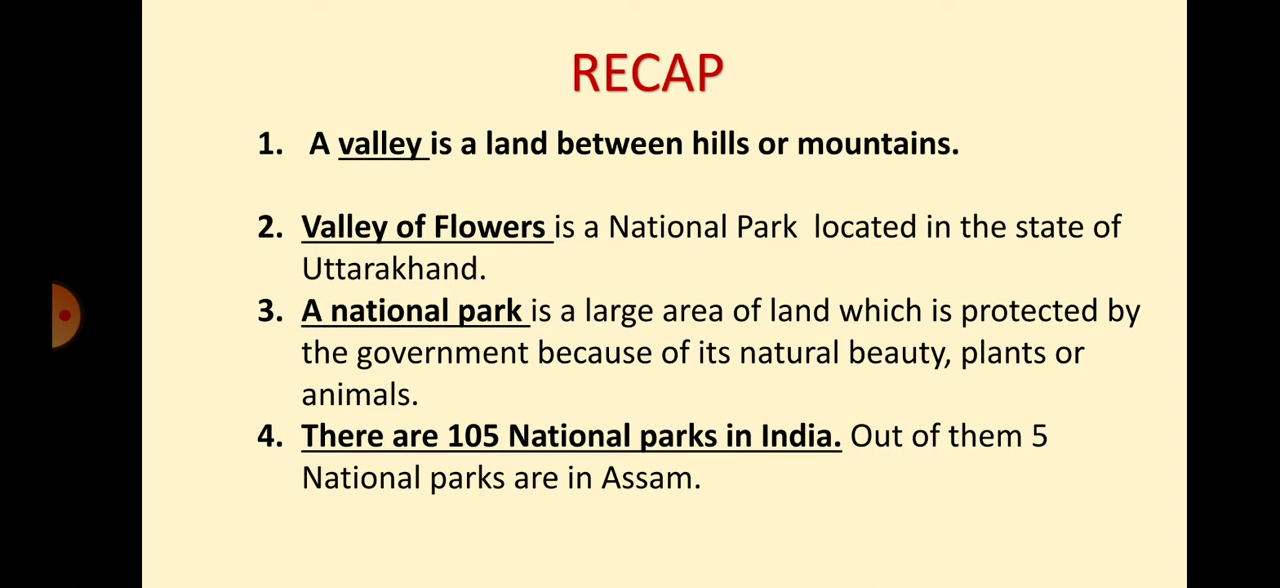 RECAP
1. A valley is a land between hills or mountains.
2. Valley of Flowers is a National Park located in the state of
Uttarakhand.
3. A national park is a large area of land which is protected by
the government because of its natural beauty, plants or
animals.
4. There are 105 National parks in India. Out of them 5
National parks are in Assam.